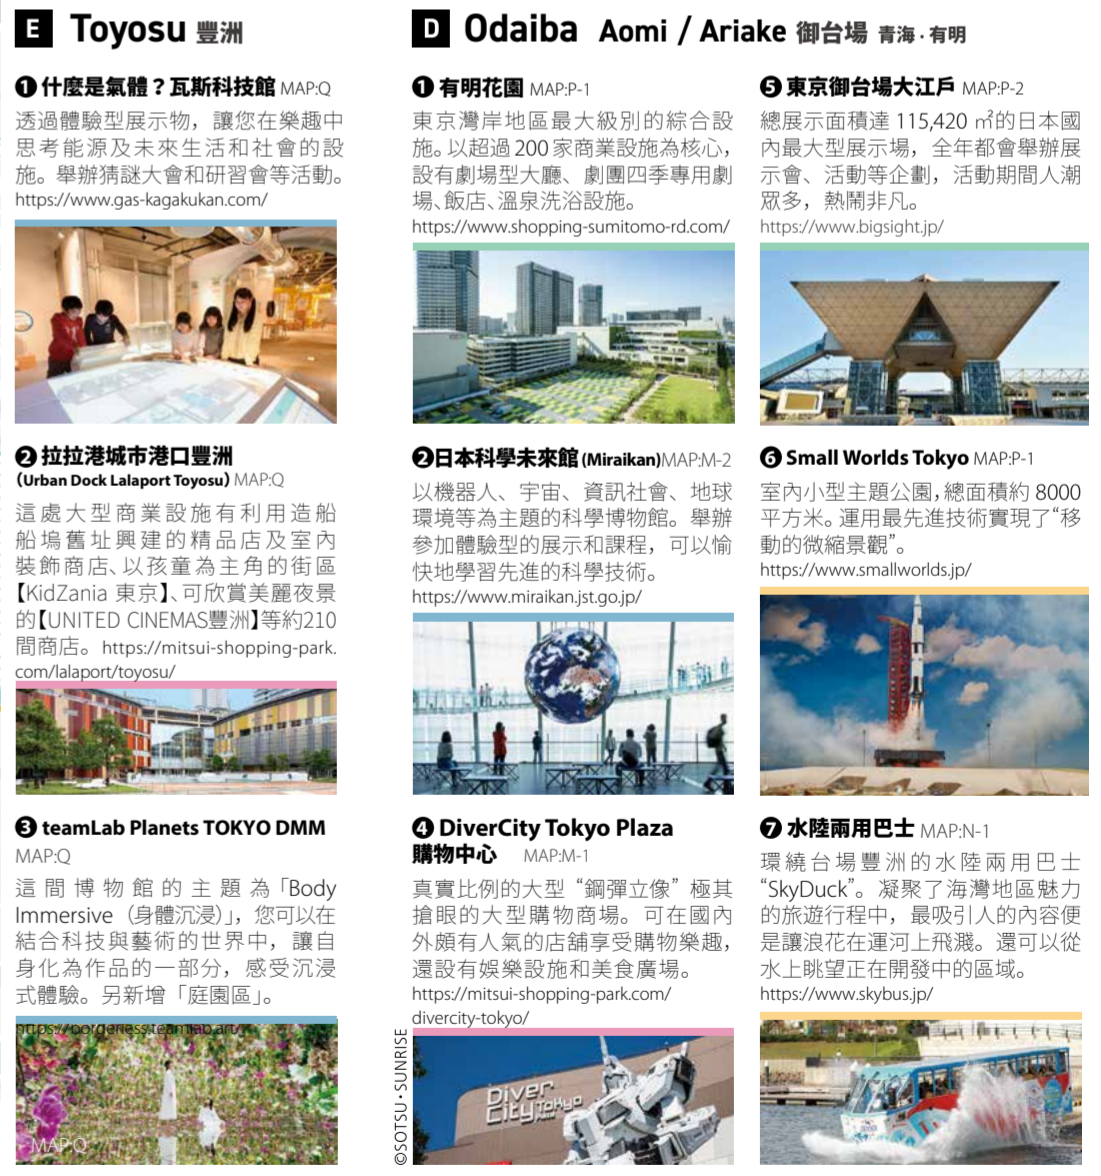 E Toyosu 豐洲
❶什麼是氣體？瓦斯科技館 MAP:Q
透過體驗型展示物，讓您在樂趣中
思考能源及未來生活和社會的設
施。舉辦猜謎大會和研習會等活動。
https://www.gas-kagakukan.com/
❷拉拉港城市港口豐洲
(Urban Dock Lalaport Toyosu) MAP:Q
這處大型商業設施有利用造船
船塢舊址興建的精品店及室內
裝飾商店、以孩童為主角的街區
【KidZania 東京】、可欣賞美麗夜景
的【UNITED CINEMAS豐洲】等約210
間商店。https://mitsui-shopping-park.
com/lalaport/toyosu/
❸ teamLab Planets TOKYO DMM
MAP:Q
這間博物館的主題為「Body
Immersive（身體沉浸）」，您可以在
結合科技與藝術的世界中，讓自
身化為作品的一部分，感受沉浸
式體驗。另新增「庭園區」。
https://borderless.teamlab.art/
MAP:Q
D Odaiba Aomi / Ariake 御台場 青海·有明
❶有明花園 MAP:P-1
東京灣岸地區最大級別的綜合設
施。以超過200家商業設施為核心，
設有劇場型大廳、劇團四季專用劇
場、飯店、溫泉洗浴設施。
https://www.shopping-sumitomo-rd.com/
❷日本科學未來館(Miraikan)MAP:M-2
以機器人、宇宙、資訊社會、地球
環境等為主題的科學博物館。舉辦
參加體驗型的展示和課程，可以愉
快地學習先進的科學技術。
https://www.miraikan.jst.go.jp/
❹ DiverCity Tokyo Plaza
購物中心 MAP:M-1
真實比例的大型“鋼彈立像”極其
搶眼的大型購物商場。可在國內
外頗有人氣的店舖享受購物樂趣，
還設有娛樂設施和美食廣場。
https://mitsui-shopping-park.com/
divercity-tokyo/
©SOTSU・SUNRISE
Diver
City Tokyo
Plaza
❺東京御台場大江戶 MAP:P-2
總展示面積達 115,420 ㎡的日本國
內最大型展示場，全年都會舉辦展
示會、活動等企劃，活動期間人潮
眾多，熱鬧非凡。
https://www.bigsight.jp/
❻ Small Worlds Tokyo MAP:P-1
室內小型主題公園，總面積約 8000
平方米。運用最先進技術實現了“移
動的微縮景觀”。
https://www.smallworlds.jp/
❼水陸兩用巴士 MAP:N-1
環繞台場豐洲的水陸兩用巴士
“SkyDuck”。凝聚了海灣地區魅力
的旅遊行程中，最吸引人的內容便
是讓浪花在運河上飛濺。還可以從
水上眺望正在開發中的區域。
https://www.skybus.jp/